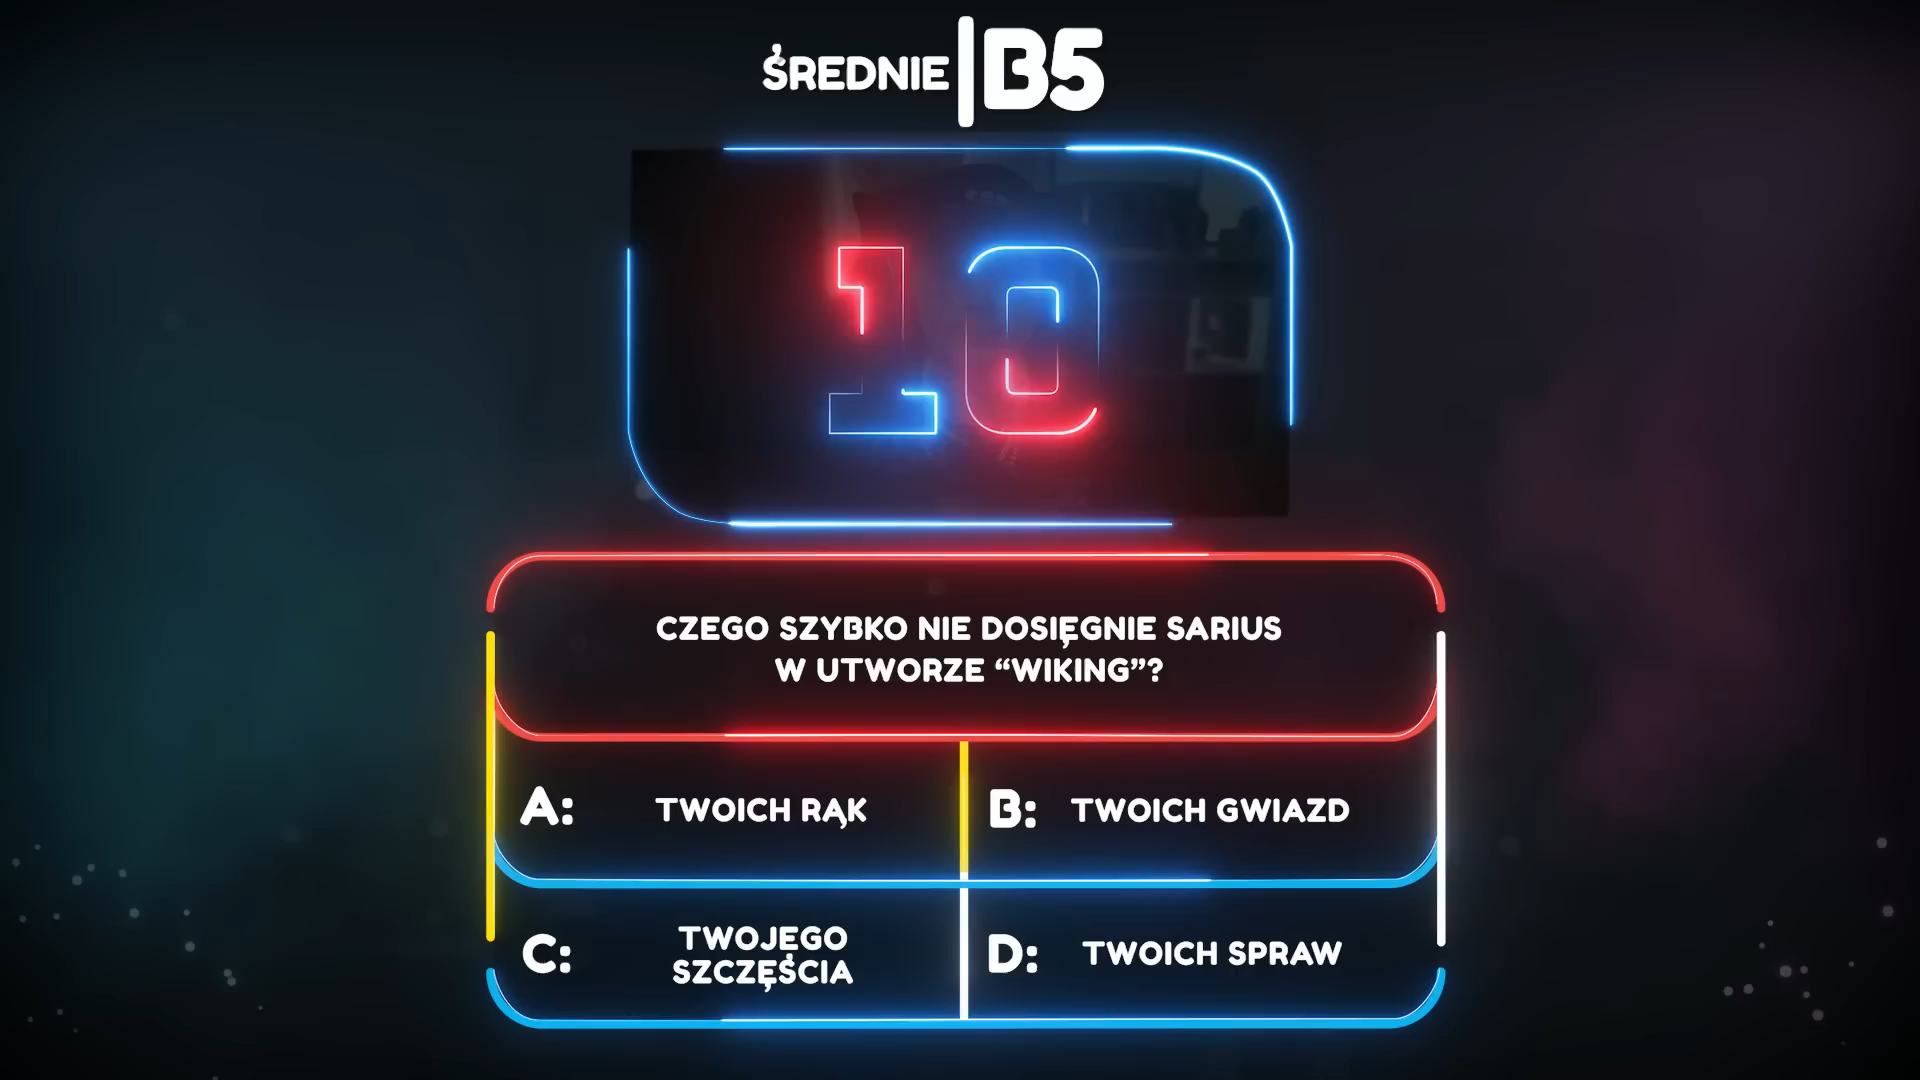 ŚREDNIE B5
10
CZEGO SZYBKO NIE DOSIĘGNIE SARIUS
W UTWORZE “WIKING”?
A: TWOICH RĄK
B: TWOICH GWIAZD
C: TWOJEGO
SZCZĘŚCIA
D: TWOICH SPRAW